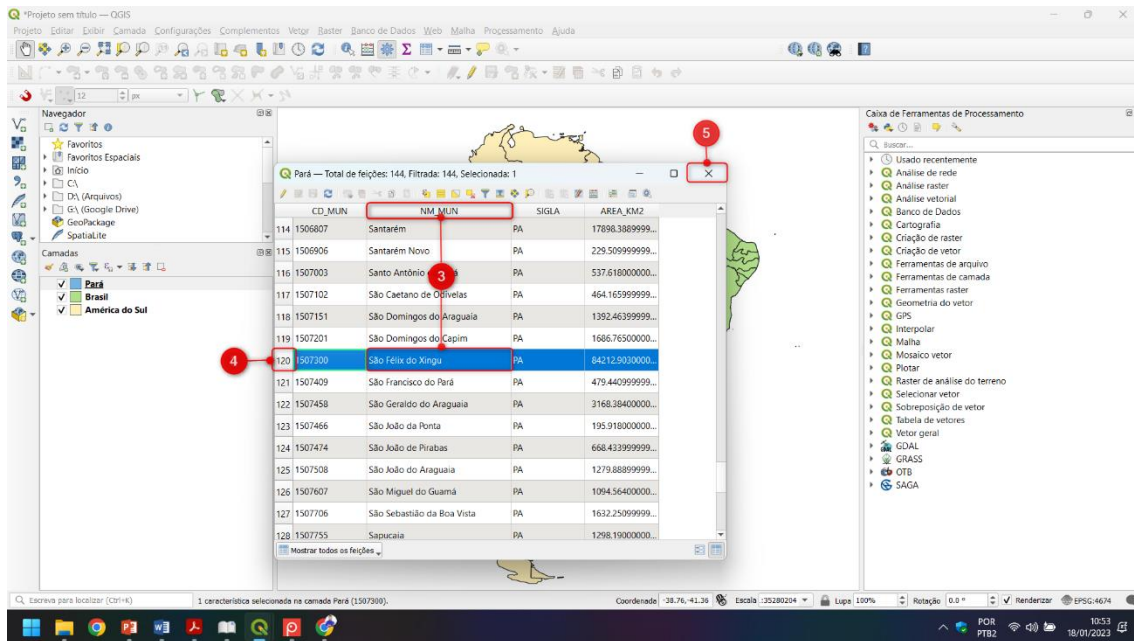 *Projeto sem título — QGIS
Projeto Editar Exibir Camada Configurações Complementos Vetor Raster Banco de Dados Web Malha Processamento Ajuda
12 px
Navegador
Favoritos
Favoritos Espaciais
Início
C:\
D:\ (Arquivos)
G:\ (Google Drive)
GeoPackage
SpatiaLite
Camadas
Pará
Brasil
América do Sul
5
Pará — Total de feições: 144, Filtrada: 144, Selecionada: 1
CD_MUN NM_MUN SIGLA AREA_KM2
114 1506807 Santarém PA 17898.3889999...
115 1506906 Santarém Novo PA 229.509999999...
116 1507003 Santo Antônio PA 537.618000000...
3
117 1507102 São Caetano de Odivelas PA 464.165999999...
118 1507151 São Domingos do Araguaia PA 1392.46399999...
119 1507201 São Domingos do Capim PA 1686.76500000...
4
120 1507300 São Félix do Xingu PA 84212.9030000...
121 1507409 São Francisco do Pará PA 479.440999999...
122 1507458 São Geraldo do Araguaia PA 3168.38400000...
123 1507466 São João da Ponta PA 195.918000000...
124 1507474 São João de Pirabas PA 668.433999999...
125 1507508 São João do Araguaia PA 1279.88899999...
126 1507607 São Miguel do Guamá PA 1094.56400000...
127 1507706 São Sebastião da Boa Vista PA 1632.25099999...
128 1507755 Sapucaia PA 1298.19000000...
Mostrar todos os feições
Caixa de Ferramentas de Processamento
Buscar...
Usado recentemente
Análise de rede
Análise raster
Análise vetorial
Banco de Dados
Cartografia
Criação de raster
Criação de vetor
Ferramentas de arquivo
Ferramentas de camada
Ferramentas raster
Geometria do vetor
GPS
Interpolar
Malha
Mosaico vetor
Plotar
Raster de análise do terreno
Selecionar vetor
Sobreposição de vetor
Tabela de vetores
Vetor geral
GDAL
GRASS
OTB
SAGA
Escreva para localizar (Ctrl+K) 1 característica selecionada na camada Pará (1507300). Coordenada -38.76,-41.36 Escala :35280204 Lupa 100% Rotação 0.0 ° Renderizar EPSG:4674
POR
PTB2
10:53
18/01/2023